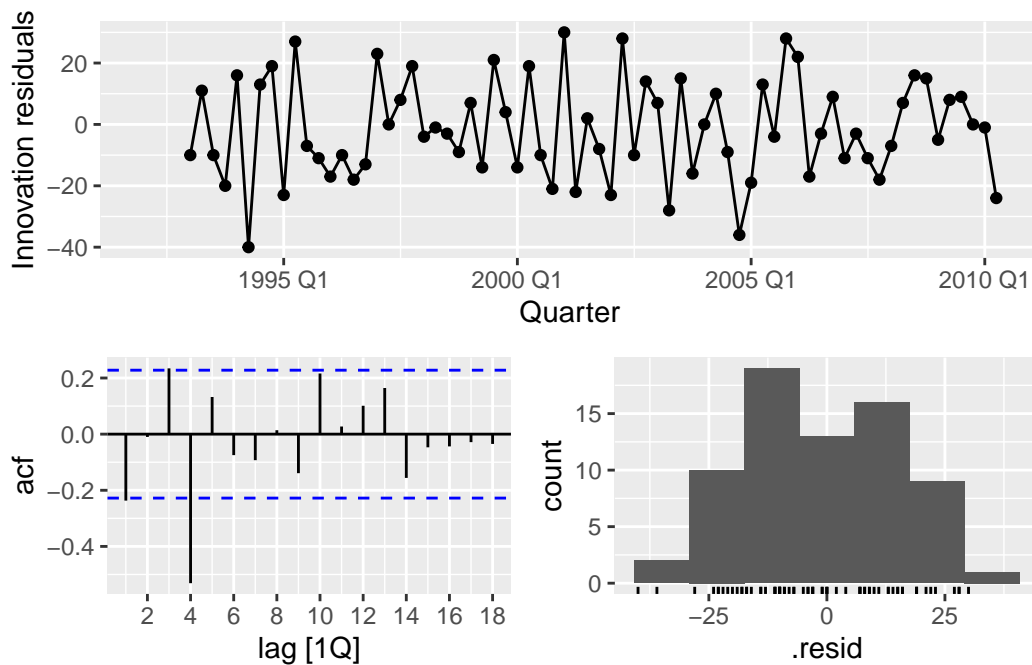 Innovation residuals
20
0
−20
−40
1995 Q1 2000 Q1 2005 Q1 2010 Q1
Quarter
acf
0.2
0.0
−0.2
−0.4
2 4 6 8 10 12 14 16 18
lag [1Q]
count
15
10
5
0
−25 0 25
.resid